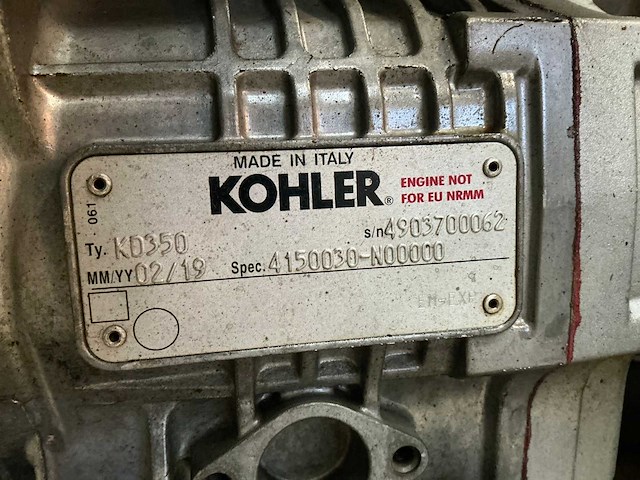 MADE IN ITALY
KOHLER® ENGINE NOT
FOR EU NRMM
061
Ty. KD350 s/n 4903700062
MM/YY 02/19 Spec. 4150030-N00000